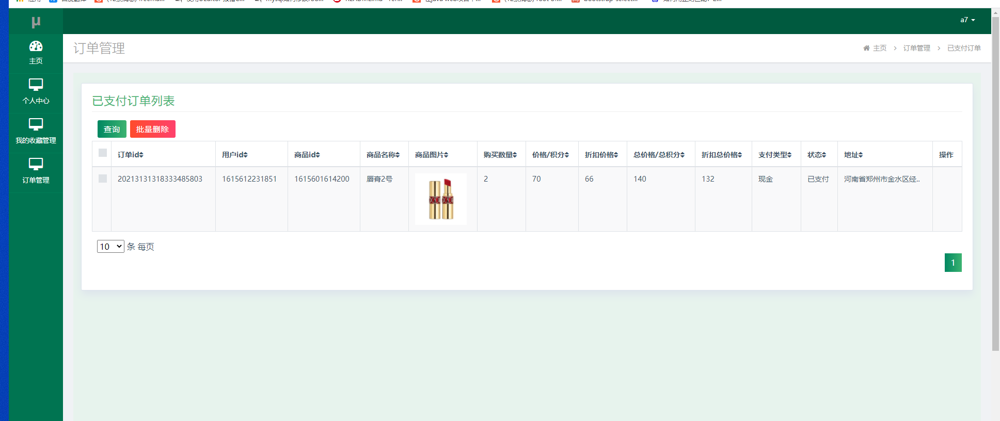 µ
a7
主页
个人中心
我的收藏管理
订单管理
订单管理
主页 > 订单管理 > 已支付订单
已支付订单列表
查询 批量删除
订单id 用户id 商品id 商品名称 商品图片 购买数量 价格/积分 折扣价格 总价格/总积分 折扣总价格 支付类型 状态 地址 操作
20213131318333485803 1615612231851 1615601614200 唇膏2号 2 70 66 140 132 现金 已支付 河南省郑州市金水区经..
10 条 每页
1